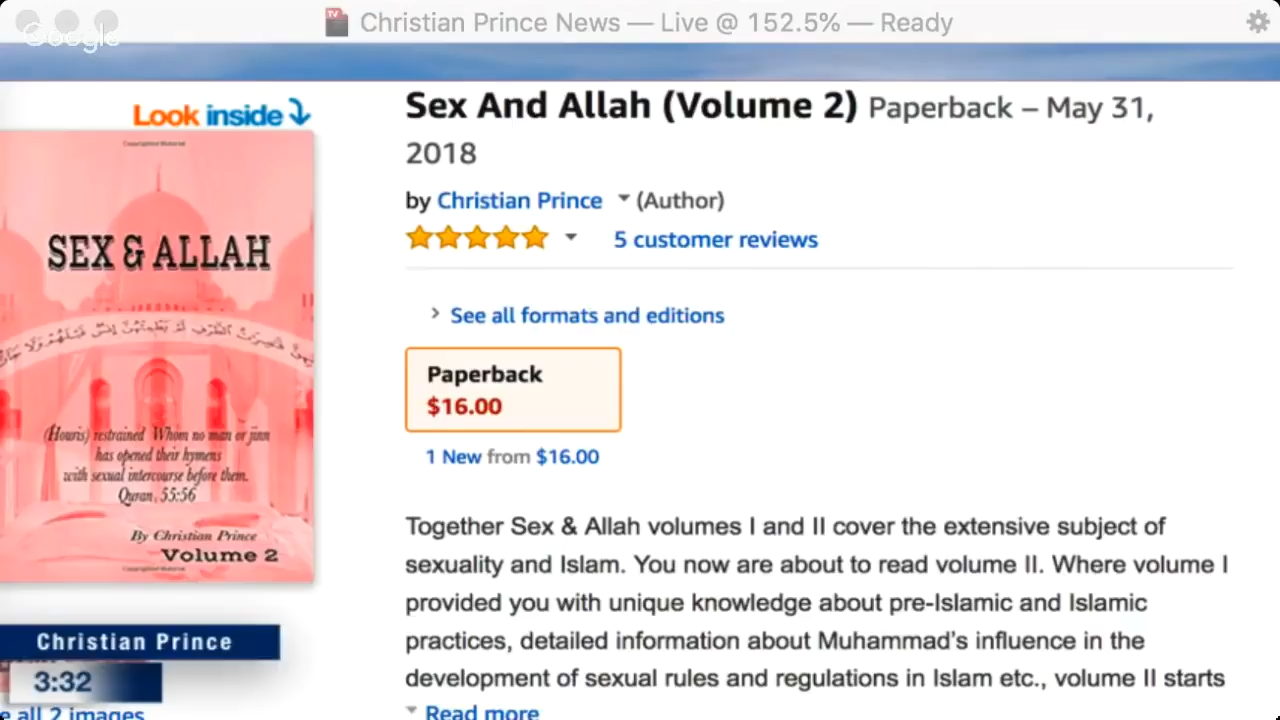 Christian Prince News — Live @ 152.5% — Ready
Google
Look inside
Sex And Allah (Volume 2) Paperback – May 31,
2018
by Christian Prince (Author)
5 customer reviews
See all formats and editions
Paperback
$16.00
1 New from $16.00
Together Sex & Allah volumes I and II cover the extensive subject of
sexuality and Islam. You now are about to read volume II. Where volume I
provided you with unique knowledge about pre-Islamic and Islamic
practices, detailed information about Muhammad's influence in the
development of sexual rules and regulations in Islam etc., volume II starts
Read more
Copyrighted Material
SEX & ALLAH
(Houris) restrained Whom no man or jinn
has opened their hymens
with sexual intercourse before them.
Quran, 55:56
By Christian Prince
Volume 2
Copyrighted Material
Christian Prince
3:32
all 2 images